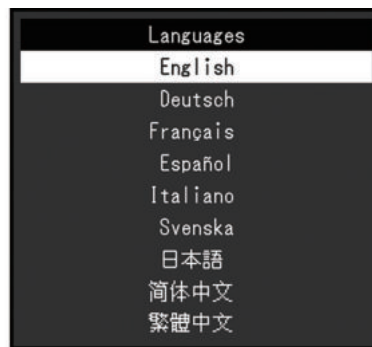 Languages
English
Deutsch
Français
Español
Italiano
Svenska
日本語
简体中文
繁體中文